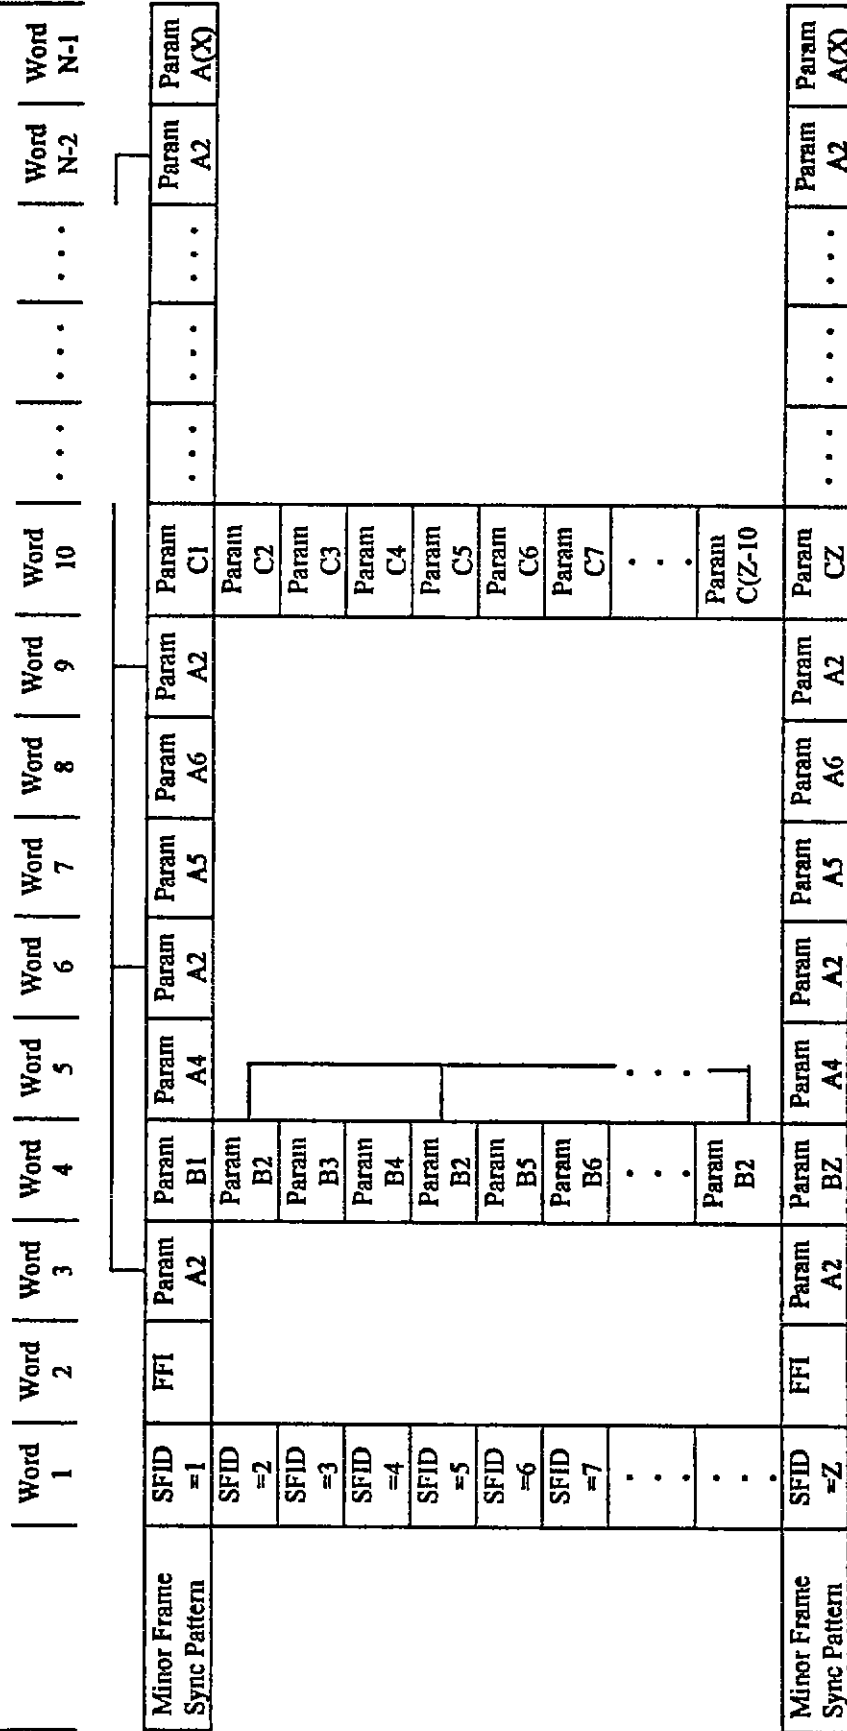 Word 1 Word 2 Word 3 Word 4 Word 5 Word 6 Word 7 Word 8 Word 9 Word 10 . . . . . . . . . Word N-2 Word N-1
Minor Frame Sync Pattern SFID =1 FFI Param A2 Param B1 Param A4 Param A2 Param A5 Param A6 Param A2 Param C1 . . . . . . . . . Param A2 Param A(X)
SFID =2 Param B2 Param C2
SFID =3 Param B3 Param C3
SFID =4 Param B4 Param C4
SFID =5 Param B2 Param C5
SFID =6 Param B5 Param C6
SFID =7 Param B6 Param C7
. . . . . . . . . . . .
. . . Param B2 Param C(Z-10
Minor Frame Sync Pattern SFID =Z FFI Param A2 Param BZ Param A4 Param A2 Param A5 Param A6 Param A2 Param CZ . . . . . . . . . Param A2 Param A(X)